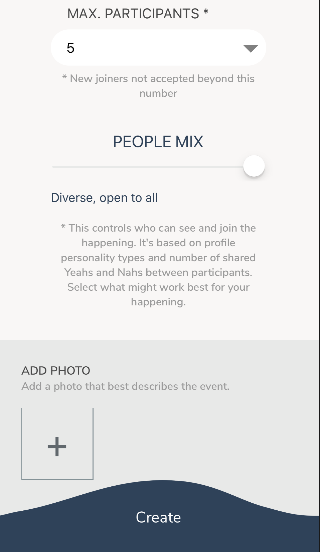 MAX. PARTICIPANTS *
5
* New joiners not accepted beyond this
number
PEOPLE MIX
Diverse, open to all
* This controls who can see and join the
happening. It's based on profile
personality types and number of shared
Yeahs and Nahs between participants.
Select what might work best for your
happening.
ADD PHOTO
Add a photo that best describes the event.
+
Create